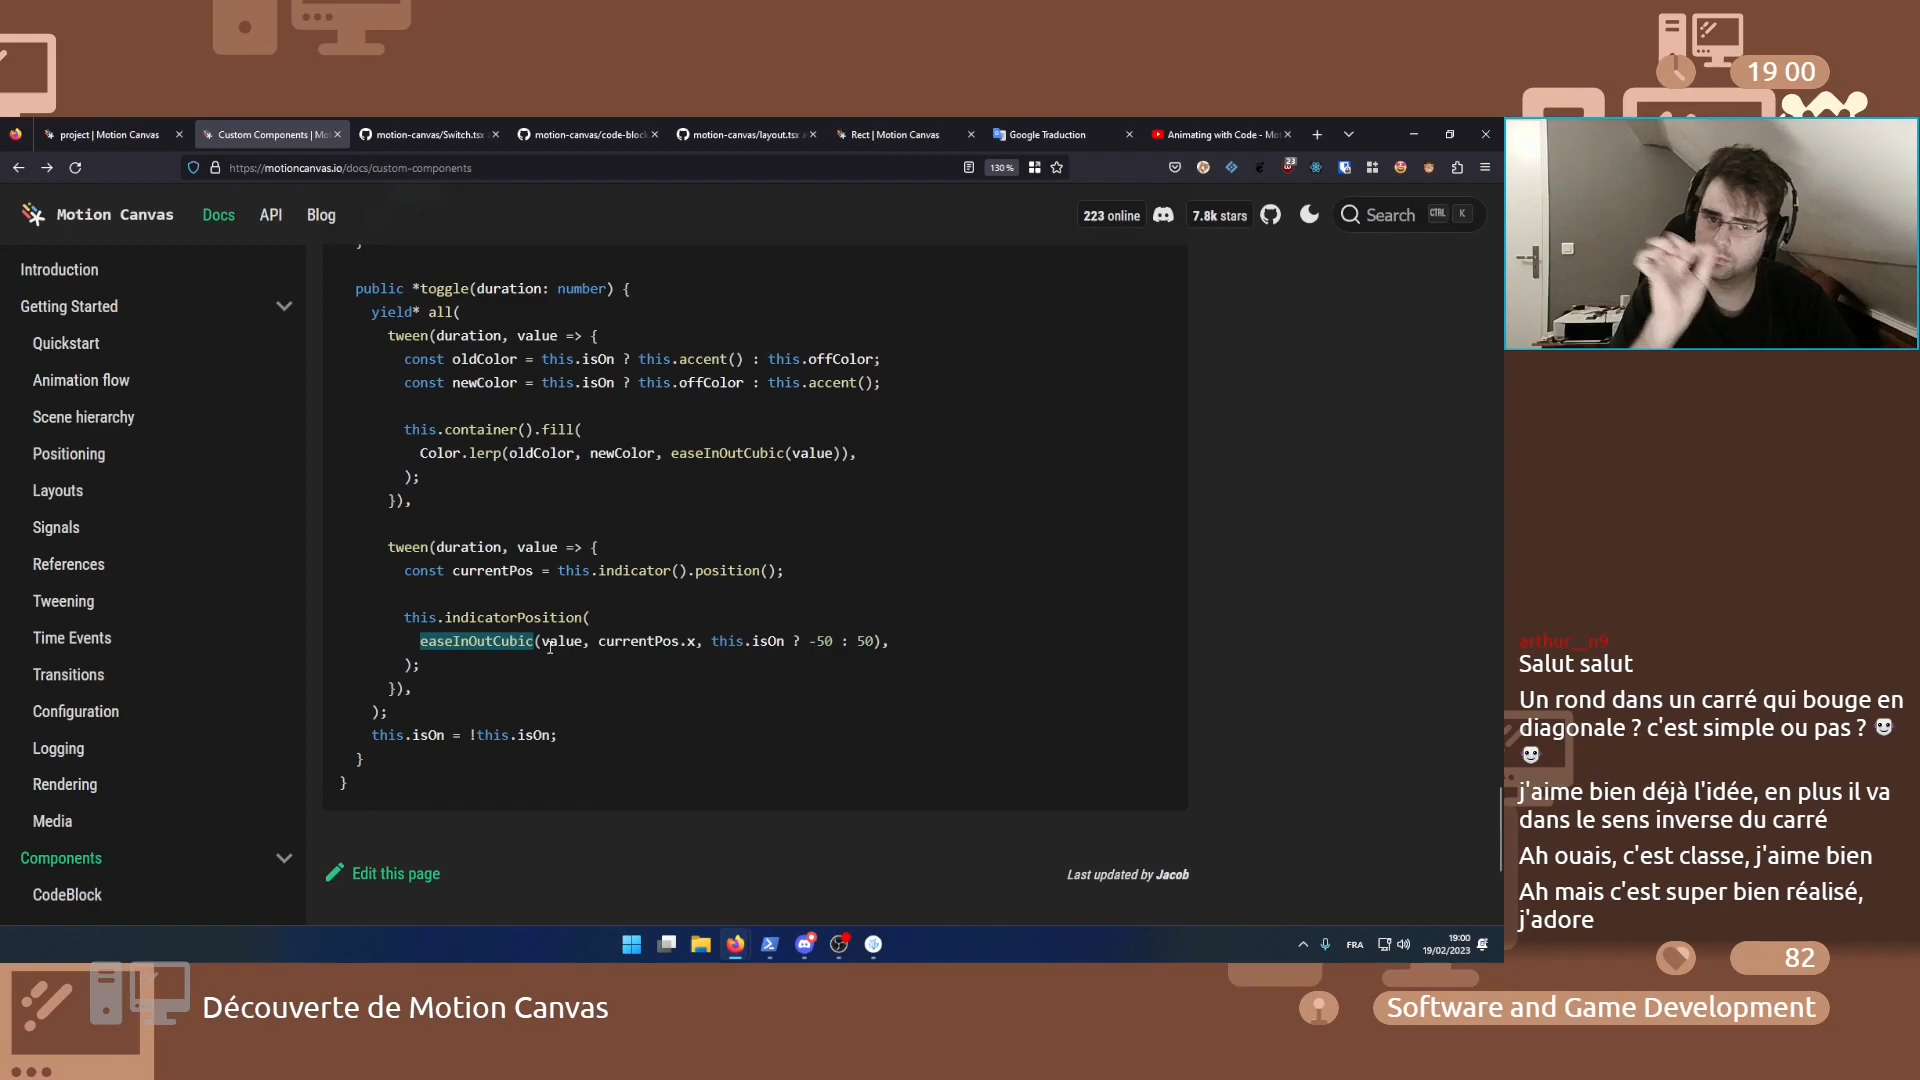 19 00
project | Motion Canvas
Custom Components | Mo
motion-canvas/Switch.tsx
motion-canvas/code-bloc
motion-canvas/layout.tsx a
Rect | Motion Canvas
Google Traduction
Animating with Code - Mot
https://motioncanvas.io/docs/custom-components
130 %
23
Motion Canvas
Docs
API
Blog
223 online
7.8k stars
Search
CTRL
K
Introduction
Getting Started
Quickstart
Animation flow
Scene hierarchy
Positioning
Layouts
Signals
References
Tweening
Time Events
Transitions
Configuration
Logging
Rendering
Media
Components
CodeBlock
}
public *toggle(duration: number) {
yield* all(
tween(duration, value => {
const oldColor = this.isOn ? this.accent() : this.offColor;
const newColor = this.isOn ? this.offColor : this.accent();
this.container().fill(
Color.lerp(oldColor, newColor, easeInOutCubic(value)),
);
}),
tween(duration, value => {
const currentPos = this.indicator().position();
this.indicatorPosition(
easeInOutCubic(value, currentPos.x, this.isOn ? -50 : 50),
);
}),
);
this.isOn = !this.isOn;
}
}
Edit this page
Last updated by Jacob
FRA
19:00
19/02/2023
arthur__n9
Salut salut
Un rond dans un carré qui bouge en
diagonale ? c'est simple ou pas ?
j'aime bien déjà l'idée, en plus il va
dans le sens inverse du carré
Ah ouais, c'est classe, j'aime bien
Ah mais c'est super bien réalisé,
j'adore
82
Découverte de Motion Canvas
Software and Game Development